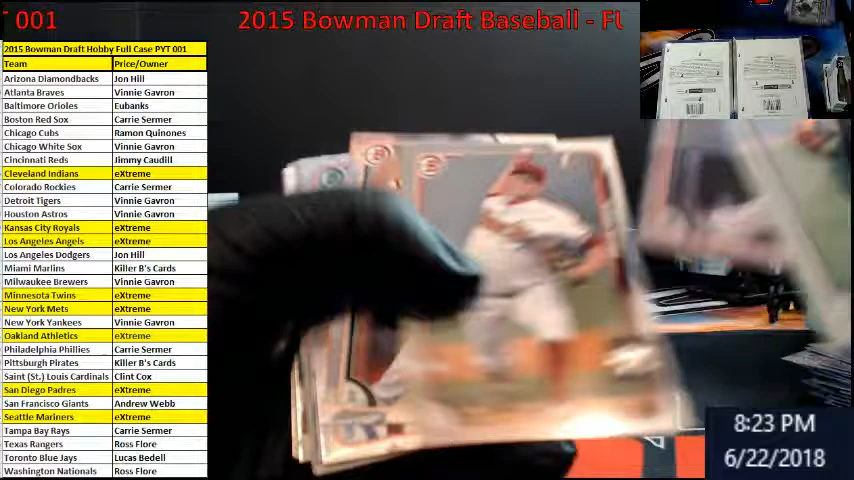 001
2015 Bowman Draft Baseball - Fl
2015 Bowman Draft Hobby Full Case PYT 001
Team Price/Owner
Arizona Diamondbacks Jon Hill
Atlanta Braves Vinnie Gavron
Baltimore Orioles Eubanks
Boston Red Sox Carrie Sermer
Chicago Cubs Ramon Quinones
Chicago White Sox Vinnie Gavron
Cincinnati Reds Jimmy Caudill
Cleveland Indians eXtreme
Colorado Rockies Carrie Sermer
Detroit Tigers Vinnie Gavron
Houston Astros Vinnie Gavron
Kansas City Royals eXtreme
Los Angeles Angels eXtreme
Los Angeles Dodgers Jon Hill
Miami Marlins Killer B's Cards
Milwaukee Brewers Vinnie Gavron
Minnesota Twins eXtreme
New York Mets eXtreme
New York Yankees Vinnie Gavron
Oakland Athletics eXtreme
Philadelphia Phillies Carrie Sermer
Pittsburgh Pirates Killer B's Cards
Saint (St.) Louis Cardinals Clint Cox
San Diego Padres eXtreme
San Francisco Giants Andrew Webb
Seattle Mariners eXtreme
Tampa Bay Rays Carrie Sermer
Texas Rangers Ross Flore
Toronto Blue Jays Lucas Bedell
Washington Nationals Ross Flore
8:23 PM
6/22/2018